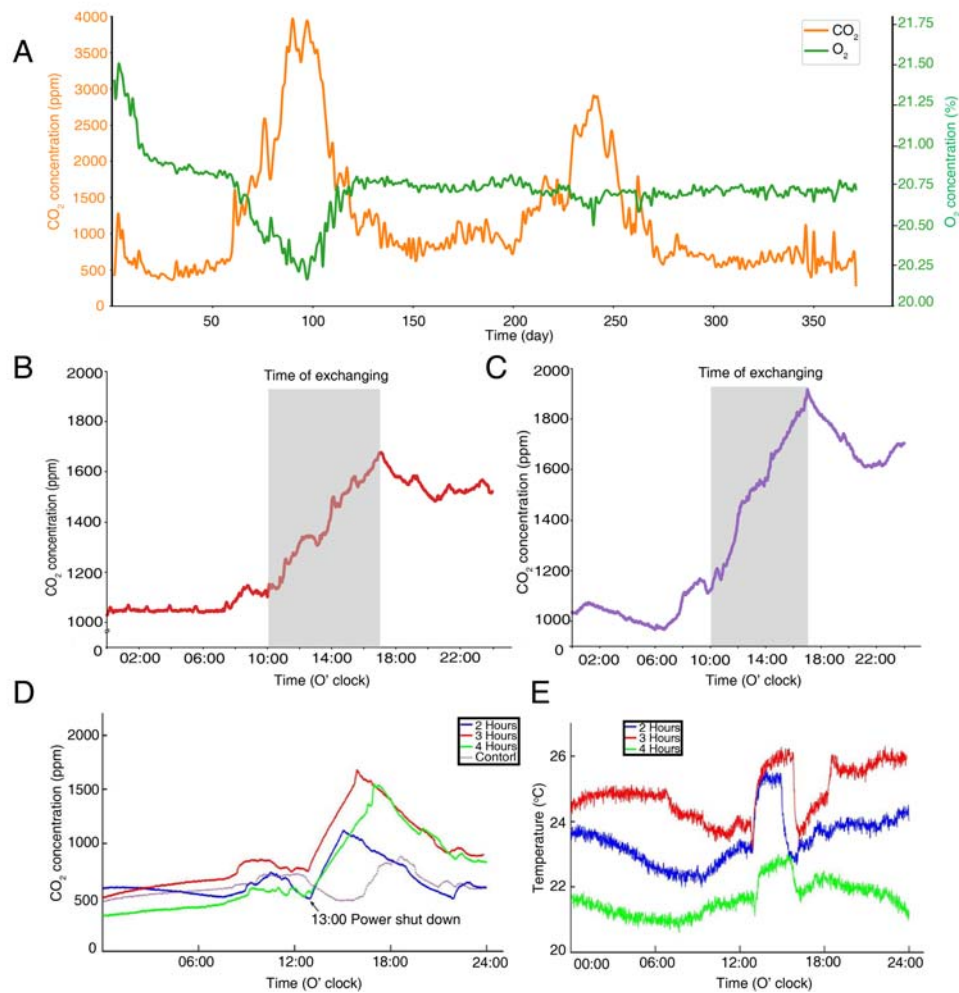 A
CO₂ concentration (ppm)
4000
3500
3000
2500
2000
1500
1000
500
0
CO₂
O₂
21.75
21.50
21.25
21.00
20.75
20.50
20.25
20.00
O₂ concentration (%)
50
100
150
200
250
300
350
Time (day)
B
Time of exchanging
CO₂ concentration (ppm)
2000
1800
1600
1400
1200
1000
0
02:00
06:00
10:00
14:00
18:00
22:00
Time (O' clock)
C
Time of exchanging
CO₂ concentration (ppm)
2000
1800
1600
1400
1200
1000
0
02:00
06:00
10:00
14:00
18:00
22:00
Time (O' clock)
D
CO₂ concentration (ppm)
2000
1500
1000
500
0
2 Hours
3 Hours
4 Hours
Contorl
13:00 Power shut down
06:00
12:00
18:00
24:00
Time (O' clock)
E
Temperature (°C)
26
24
22
20
2 Hours
3 Hours
4 Hours
00:00
06:00
12:00
18:00
24:00
Time (O' clock)